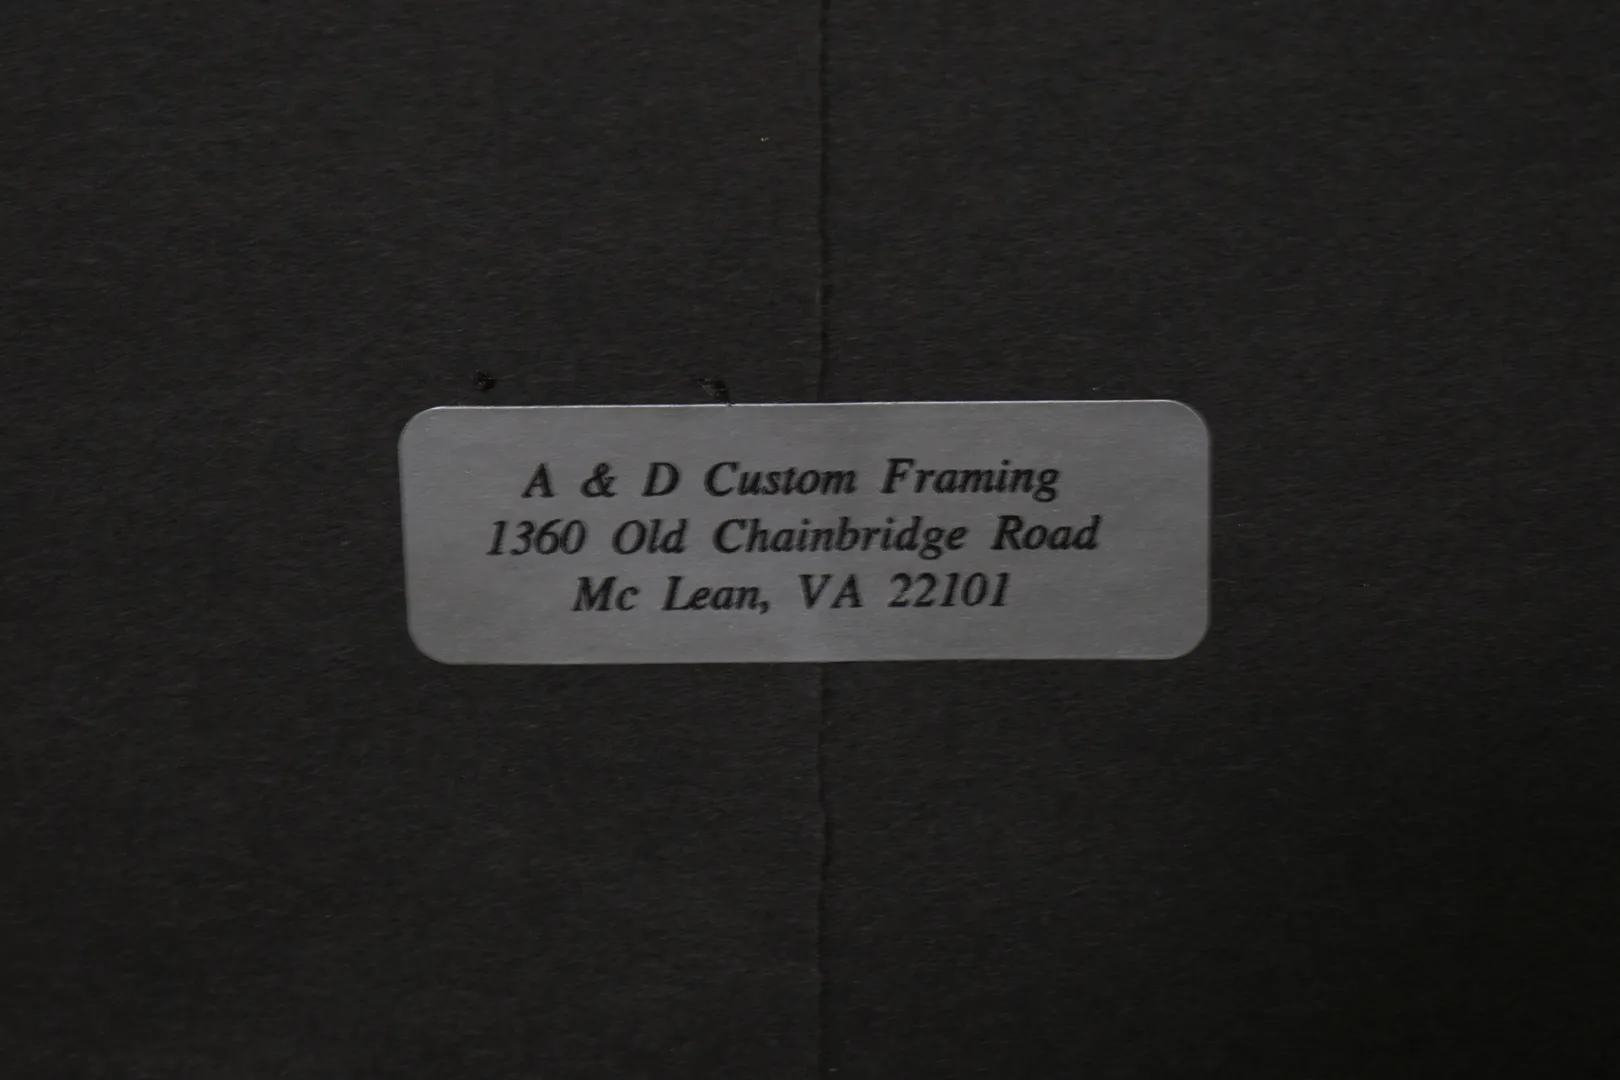 A & D Custom Framing
1360 Old Chainbridge Road
Mc Lean, VA 22101